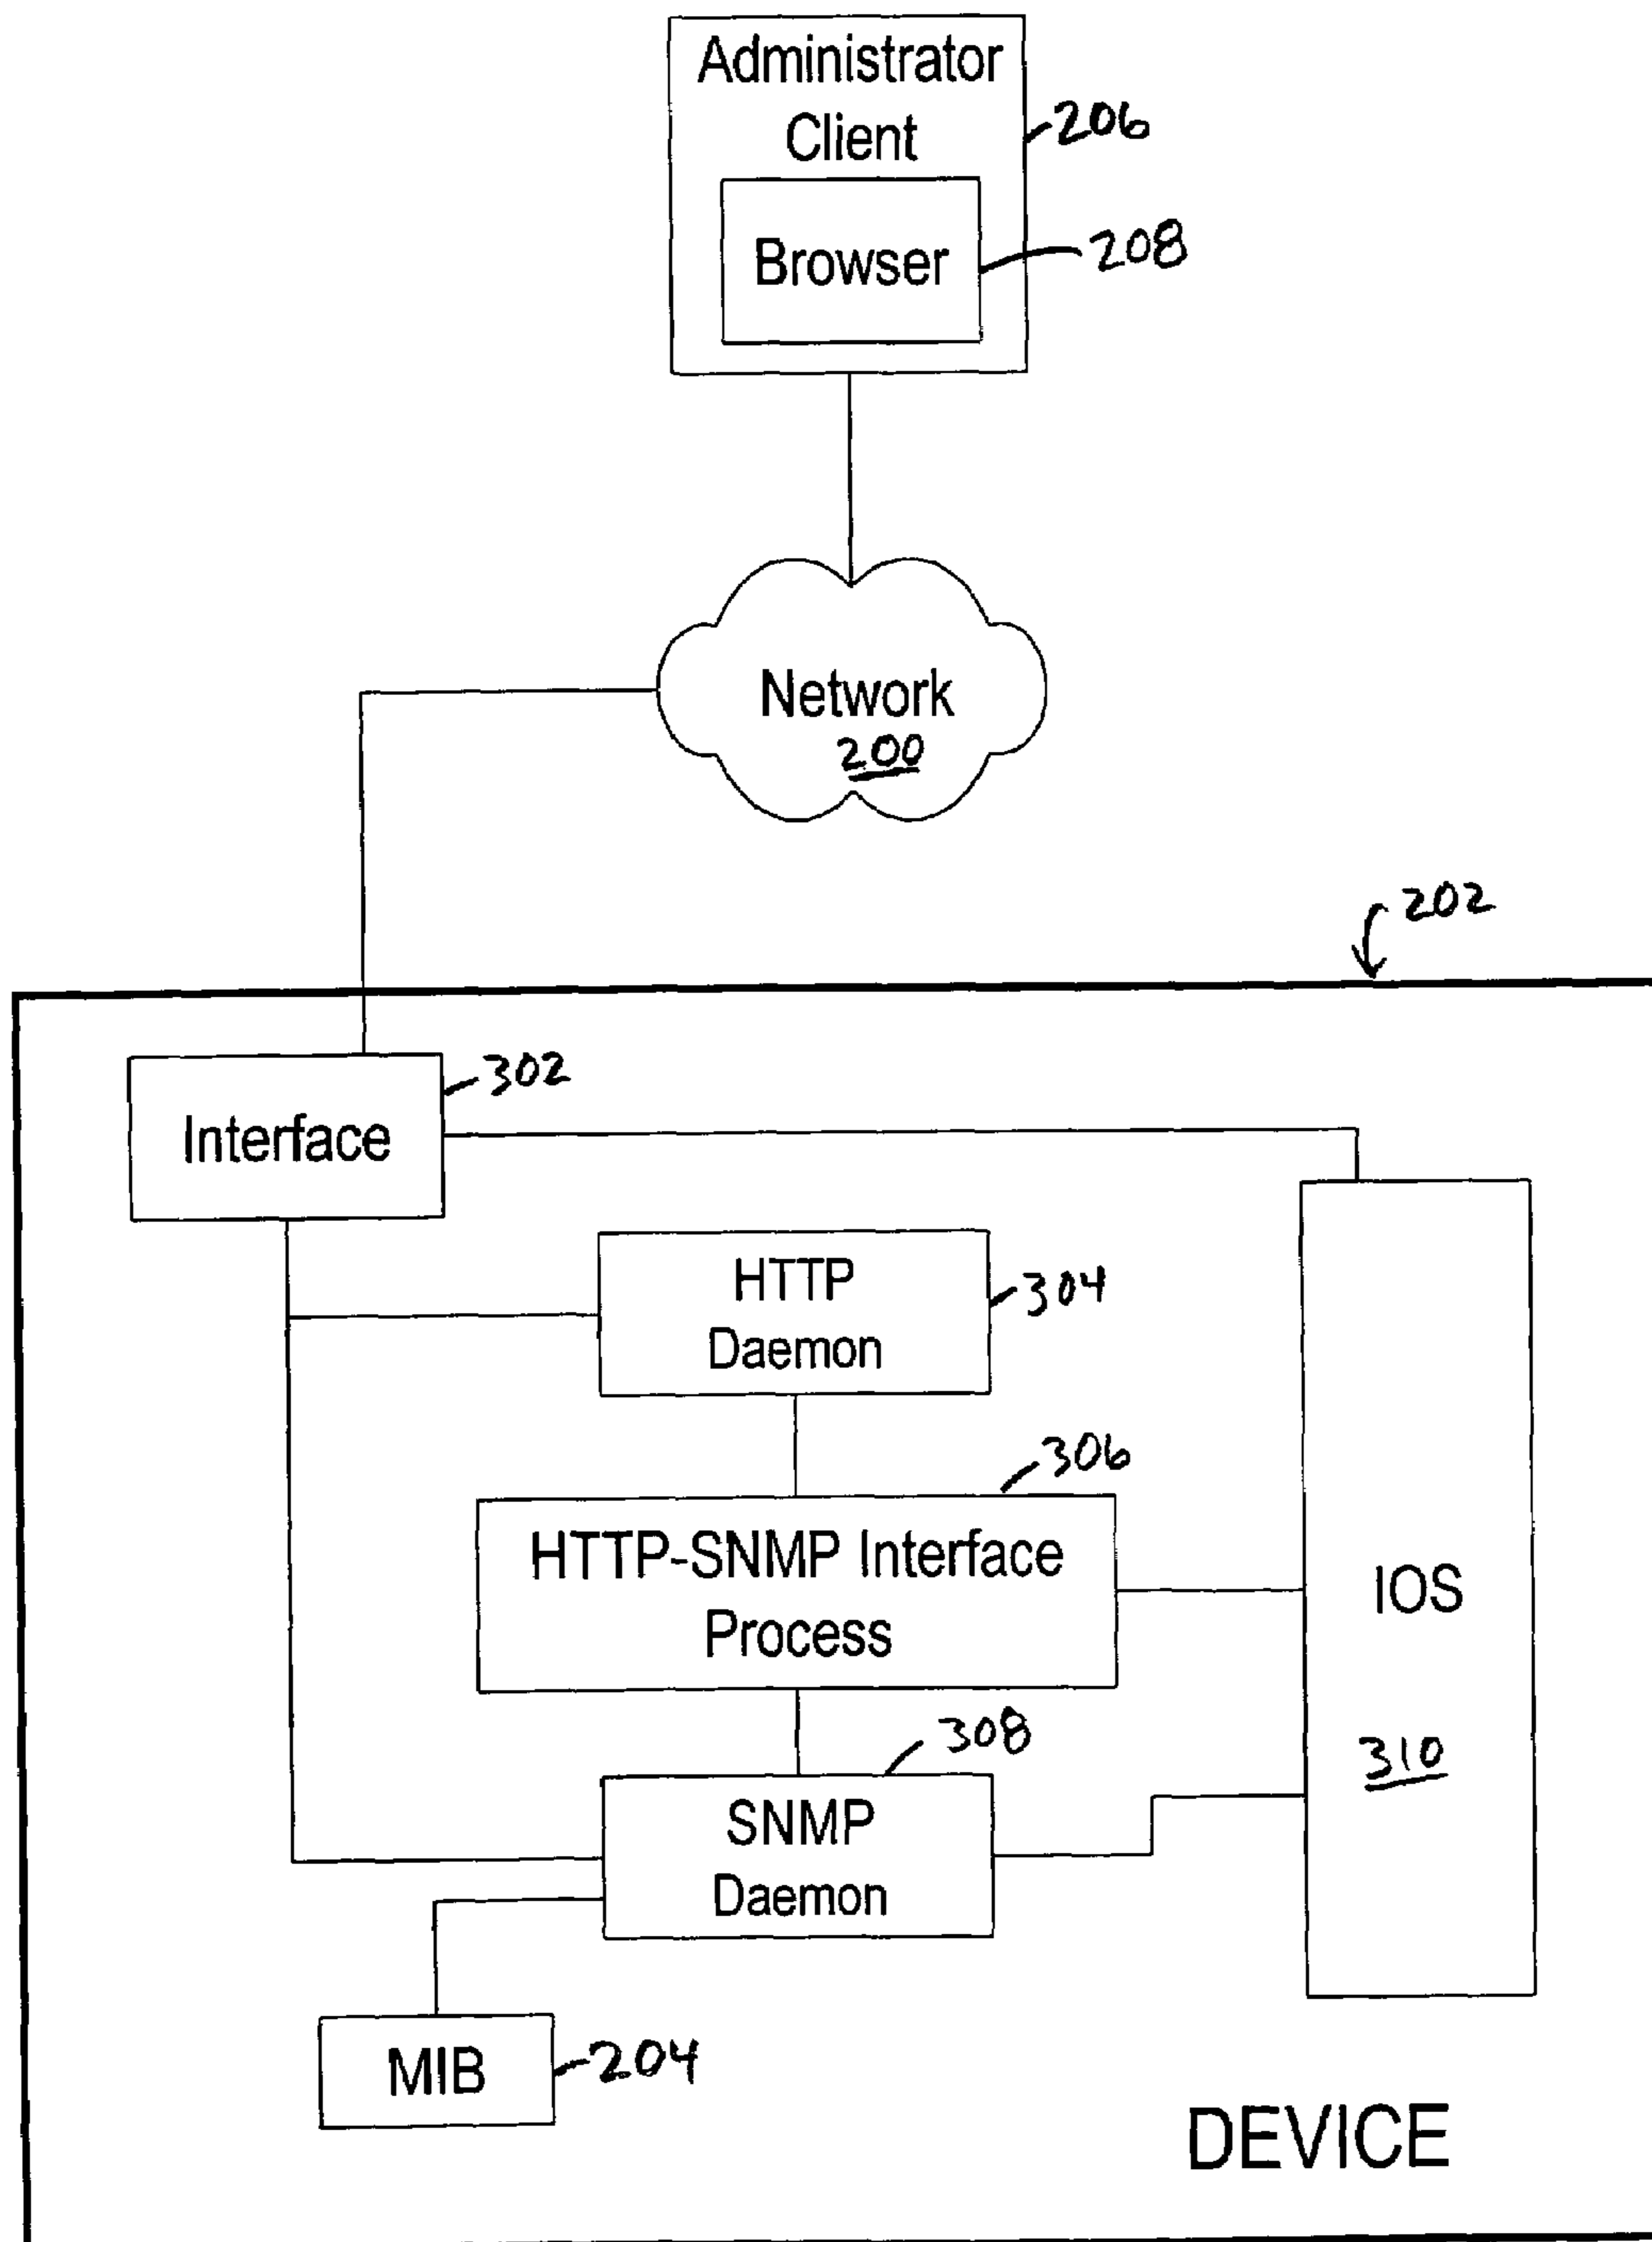 Administrator
Client
206
Browser
208
Network
200
202
302
Interface
HTTP
Daemon
304
306
HTTP-SNMP Interface
Process
IOS
310
308
SNMP
Daemon
MIB
204
DEVICE